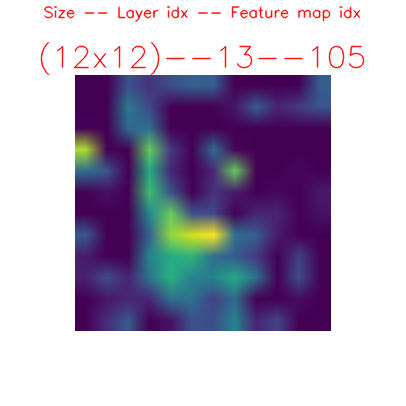 Size -- Layer idx -- Feature map idx
(12x12)--13--105